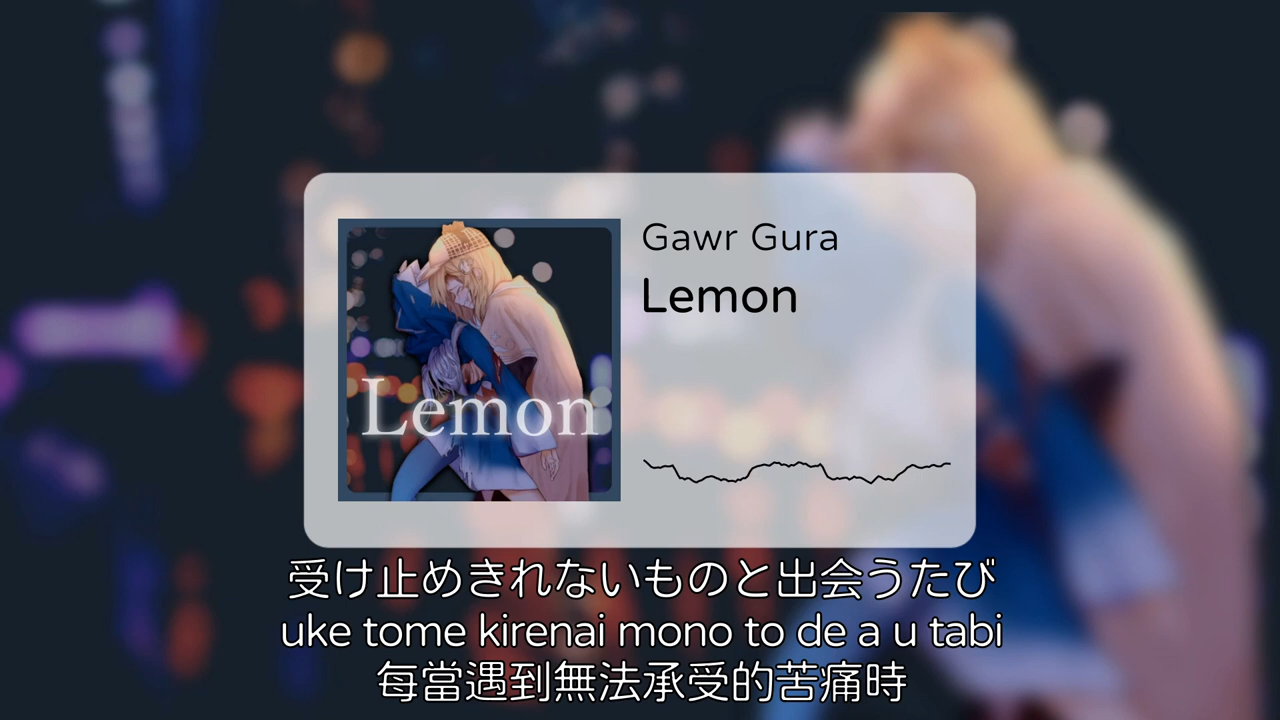 Gawr Gura
Lemon
Lemon
受け止めきれないものと出会うたび
uke tome kirenai mono to de a u tabi
每當遇到無法承受的苦痛時